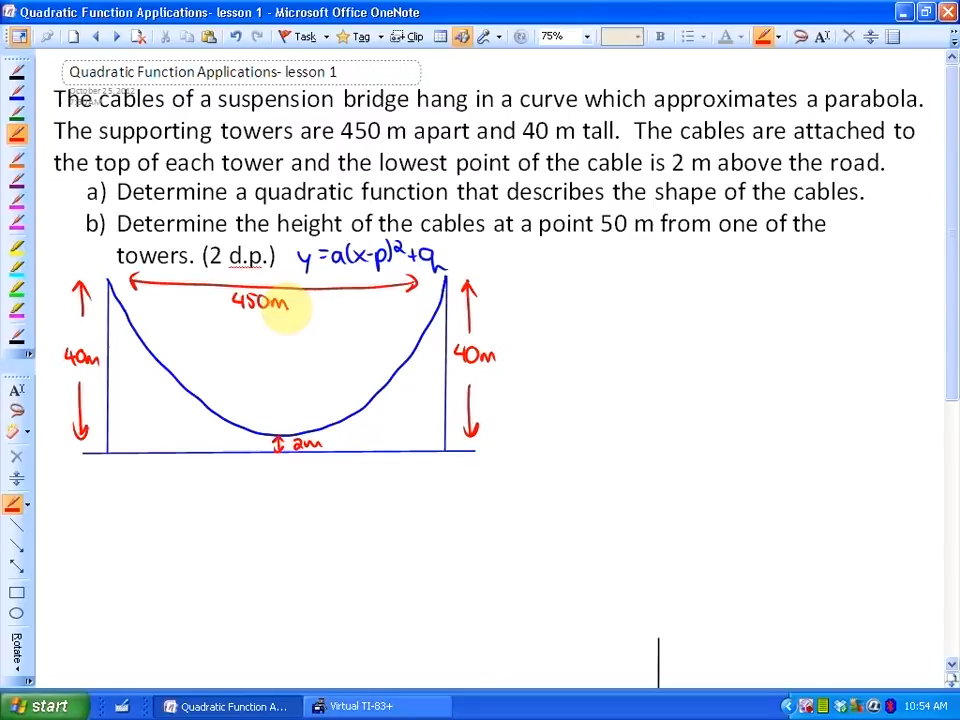 Quadratic Function Applications- lesson 1 - Microsoft Office OneNote
Task
Tag
Clip
75%
B
A
Quadratic Function Applications- lesson 1
The cables of a suspension bridge hang in a curve which approximates a parabola.
The supporting towers are 450 m apart and 40 m tall. The cables are attached to
the top of each tower and the lowest point of the cable is 2 m above the road.
a) Determine a quadratic function that describes the shape of the cables.
b) Determine the height of the cables at a point 50 m from one of the
towers. (2 d.p.) y = a(x-p)² + q
450m
40m
40m
2m
Rotate
start
Quadratic Function A...
Virtual TI-83+
10:54 AM